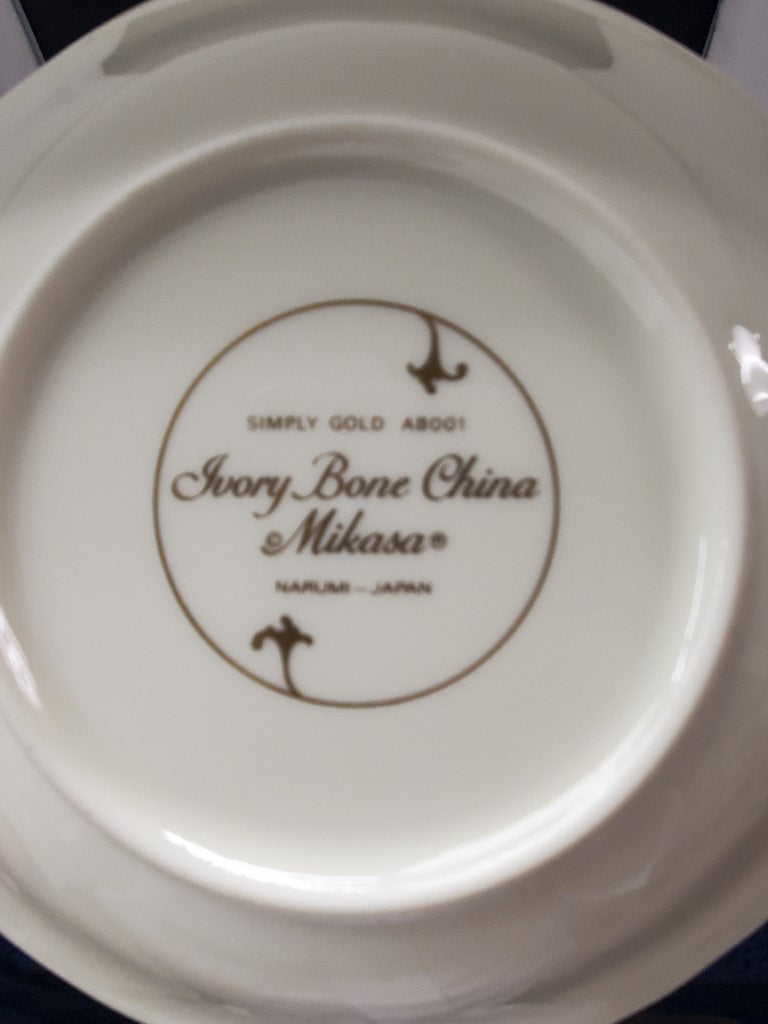 SIMPLY GOLD AB001
Ivory Bone China
©Mikasa®
NARUMI-JAPAN